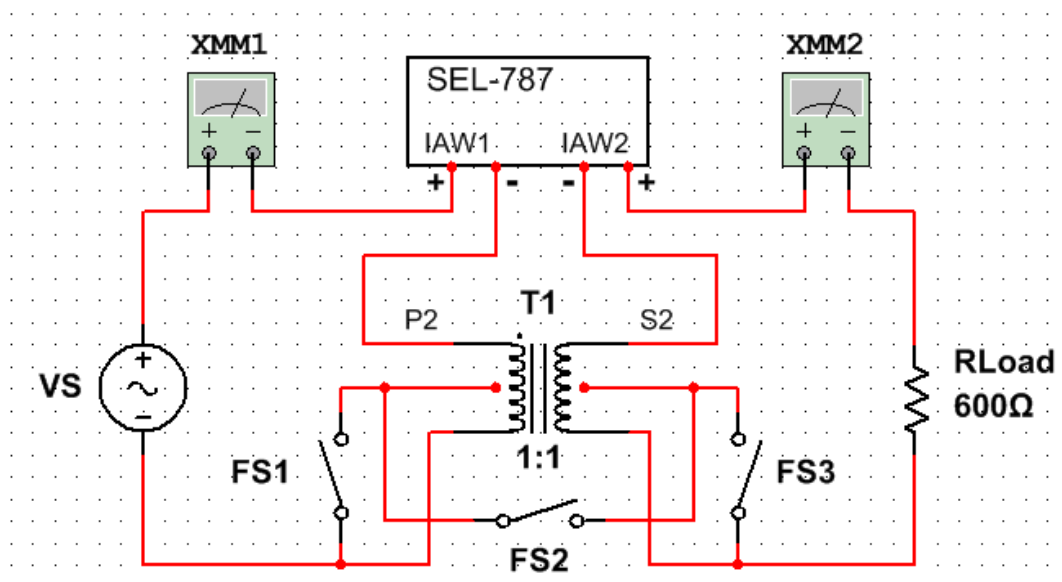 XMM1
XMM2
SEL-787
IAW1
IAW2
+ -
+ - - +
+ -
T1
P2
S2
+
VS
-
RLoad
600Ω
1:1
FS1
FS3
FS2